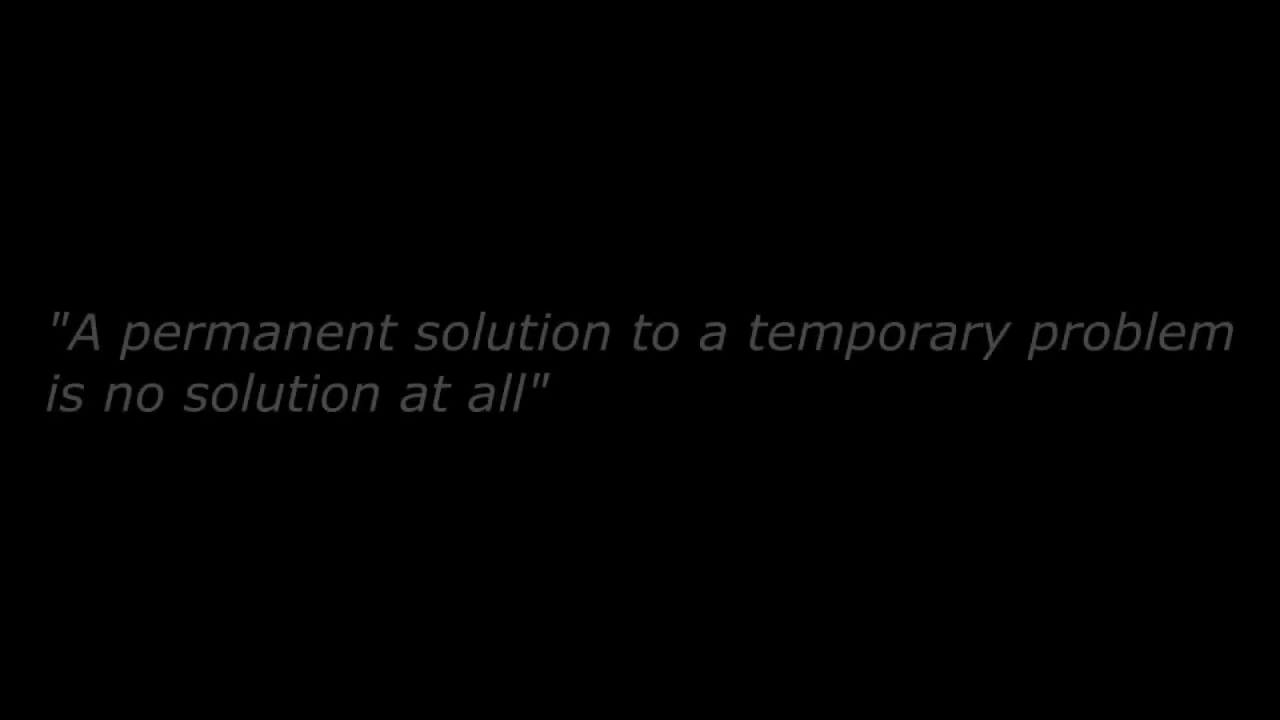 "A permanent solution to a temporary problem
is no solution at all"